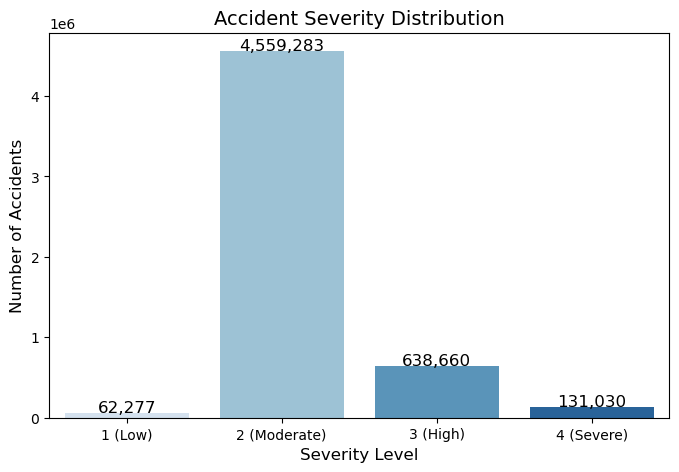 Accident Severity Distribution
1e6
4,559,283
4
3
2
1
0
Number of Accidents
62,277
638,660
131,030
1 (Low)
2 (Moderate)
3 (High)
4 (Severe)
Severity Level